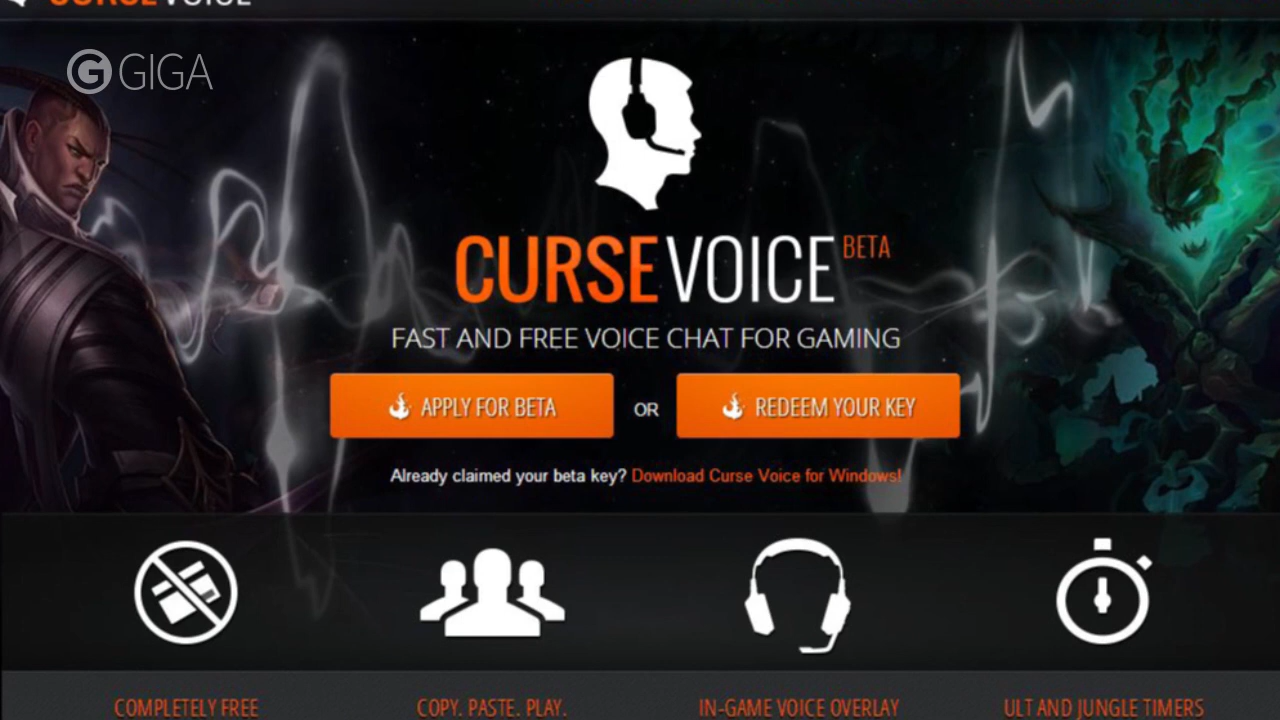 CURSEVOICE
GIGA
CURSEVOICE BETA
FAST AND FREE VOICE CHAT FOR GAMING
APPLY FOR BETA OR REDEEM YOUR KEY
Already claimed your beta key? Download Curse Voice for Windows!
COMPLETELY FREE
COPY. PASTE. PLAY.
IN-GAME VOICE OVERLAY
ULT AND JUNGLE TIMERS